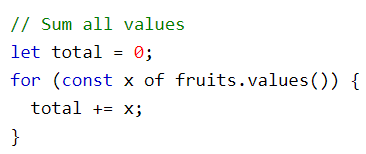 // Sum all values
let total = 0;
for (const x of fruits.values()) {
  total += x;
}